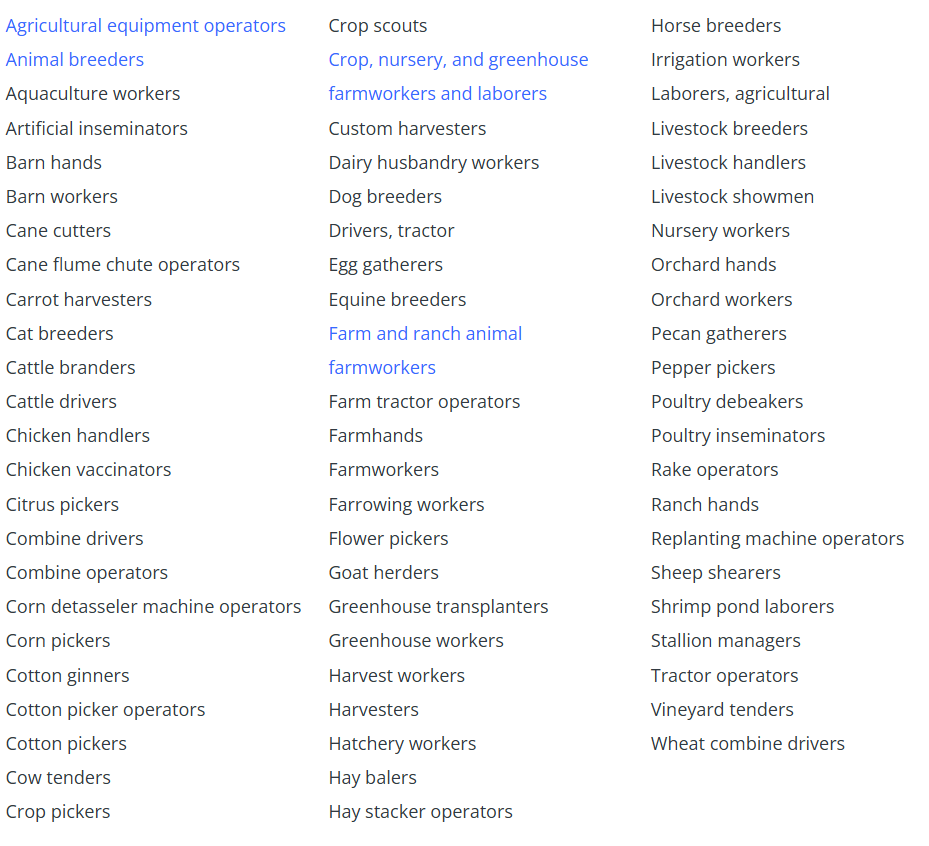 Agricultural equipment operators
Animal breeders
Aquaculture workers
Artificial inseminators
Barn hands
Barn workers
Cane cutters
Cane flume chute operators
Carrot harvesters
Cat breeders
Cattle branders
Cattle drivers
Chicken handlers
Chicken vaccinators
Citrus pickers
Combine drivers
Combine operators
Corn detasseler machine operators
Corn pickers
Cotton ginners
Cotton picker operators
Cotton pickers
Cow tenders
Crop pickers
Crop scouts
Crop, nursery, and greenhouse
farmworkers and laborers
Custom harvesters
Dairy husbandry workers
Dog breeders
Drivers, tractor
Egg gatherers
Equine breeders
Farm and ranch animal
farmworkers
Farm tractor operators
Farmhands
Farmworkers
Farrowing workers
Flower pickers
Goat herders
Greenhouse transplanters
Greenhouse workers
Harvest workers
Harvesters
Hatchery workers
Hay balers
Hay stacker operators
Horse breeders
Irrigation workers
Laborers, agricultural
Livestock breeders
Livestock handlers
Livestock showmen
Nursery workers
Orchard hands
Orchard workers
Pecan gatherers
Pepper pickers
Poultry debeakers
Poultry inseminators
Rake operators
Ranch hands
Replanting machine operators
Sheep shearers
Shrimp pond laborers
Stallion managers
Tractor operators
Vineyard tenders
Wheat combine drivers